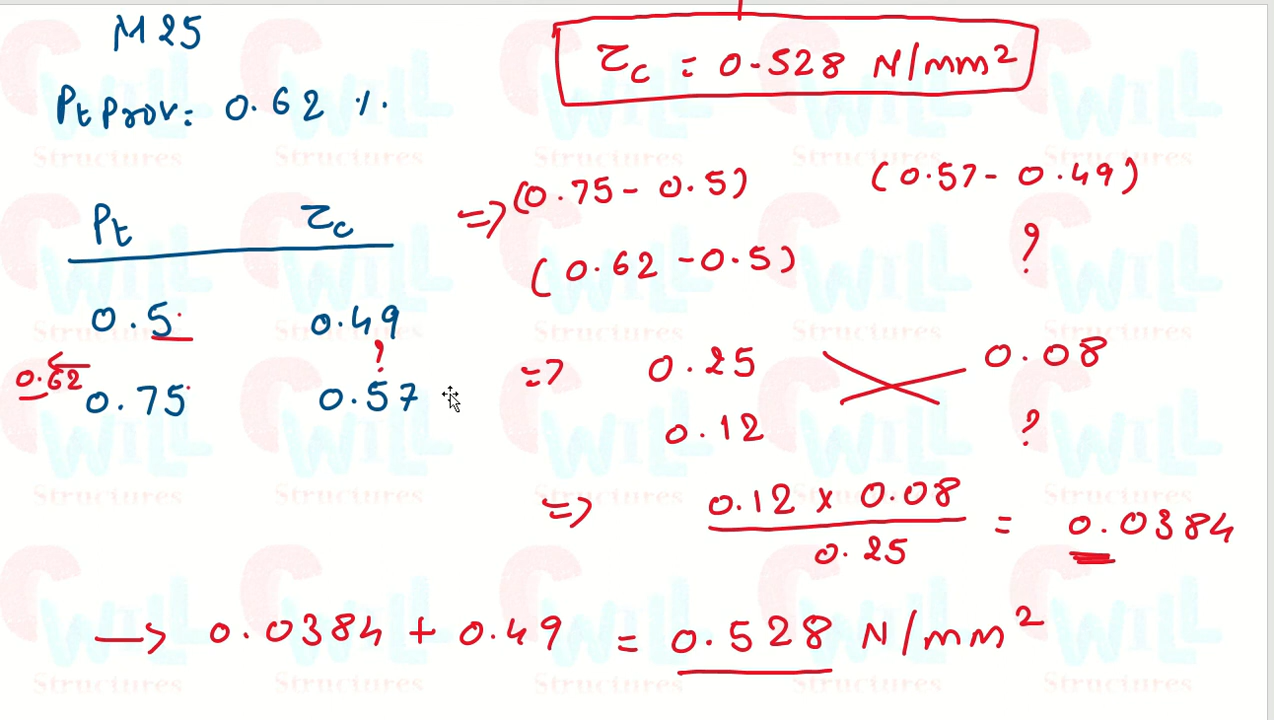 M25
τc = 0.528 N/mm²
Pt Prov: 0.62 %.
Pt τc
0.5 0.49
?
0.62
0.75 0.57
=> (0.75 - 0.5) (0.57 - 0.49)
(0.62 - 0.5) ?
=> 0.25 0.08
0.12 ?
=> 0.12 x 0.08 / 0.25 = 0.0384
→ 0.0384 + 0.49 = 0.528 N/mm²
CWILL
Structures